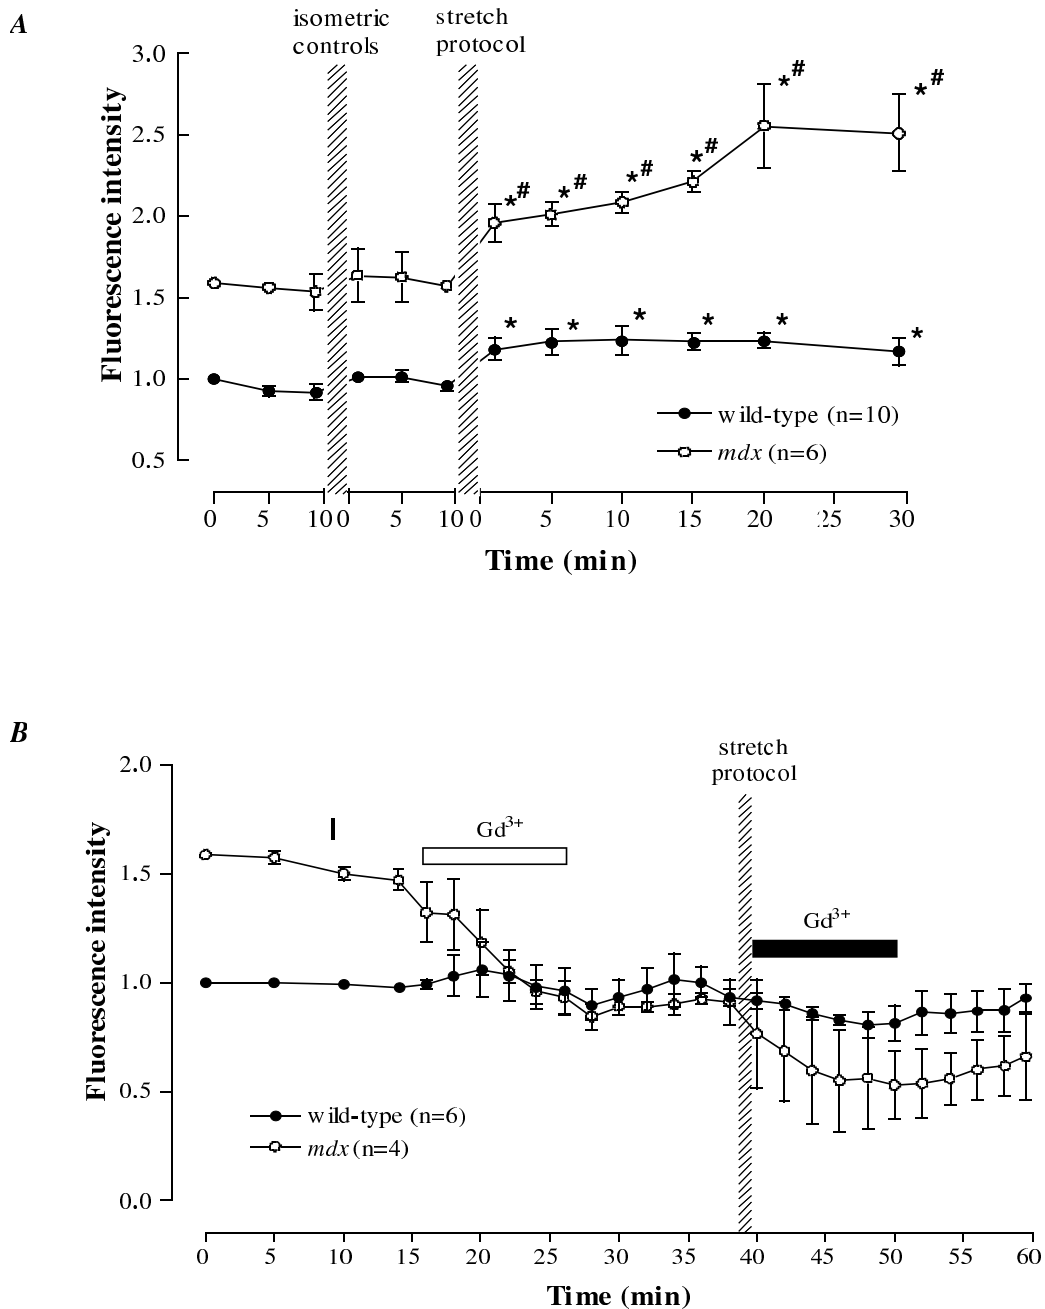 A
isometric
controls
stretch
protocol
3.0
2.5
2.0
1.5
1.0
0.5
Fluorescence intensity
*#
*#
*#
*#
*#
*#
*
*
*
*
*
*
wild-type (n=10)
mdx (n=6)
0 5 10 0 5 10 0 5 10 15 20 25 30
Time (min)
B
stretch
protocol
2.0
1.5
1.0
0.5
0.0
Fluorescence intensity
Gd3+
Gd3+
wild-type (n=6)
mdx (n=4)
0 5 10 15 20 25 30 35 40 45 50 55 60
Time (min)